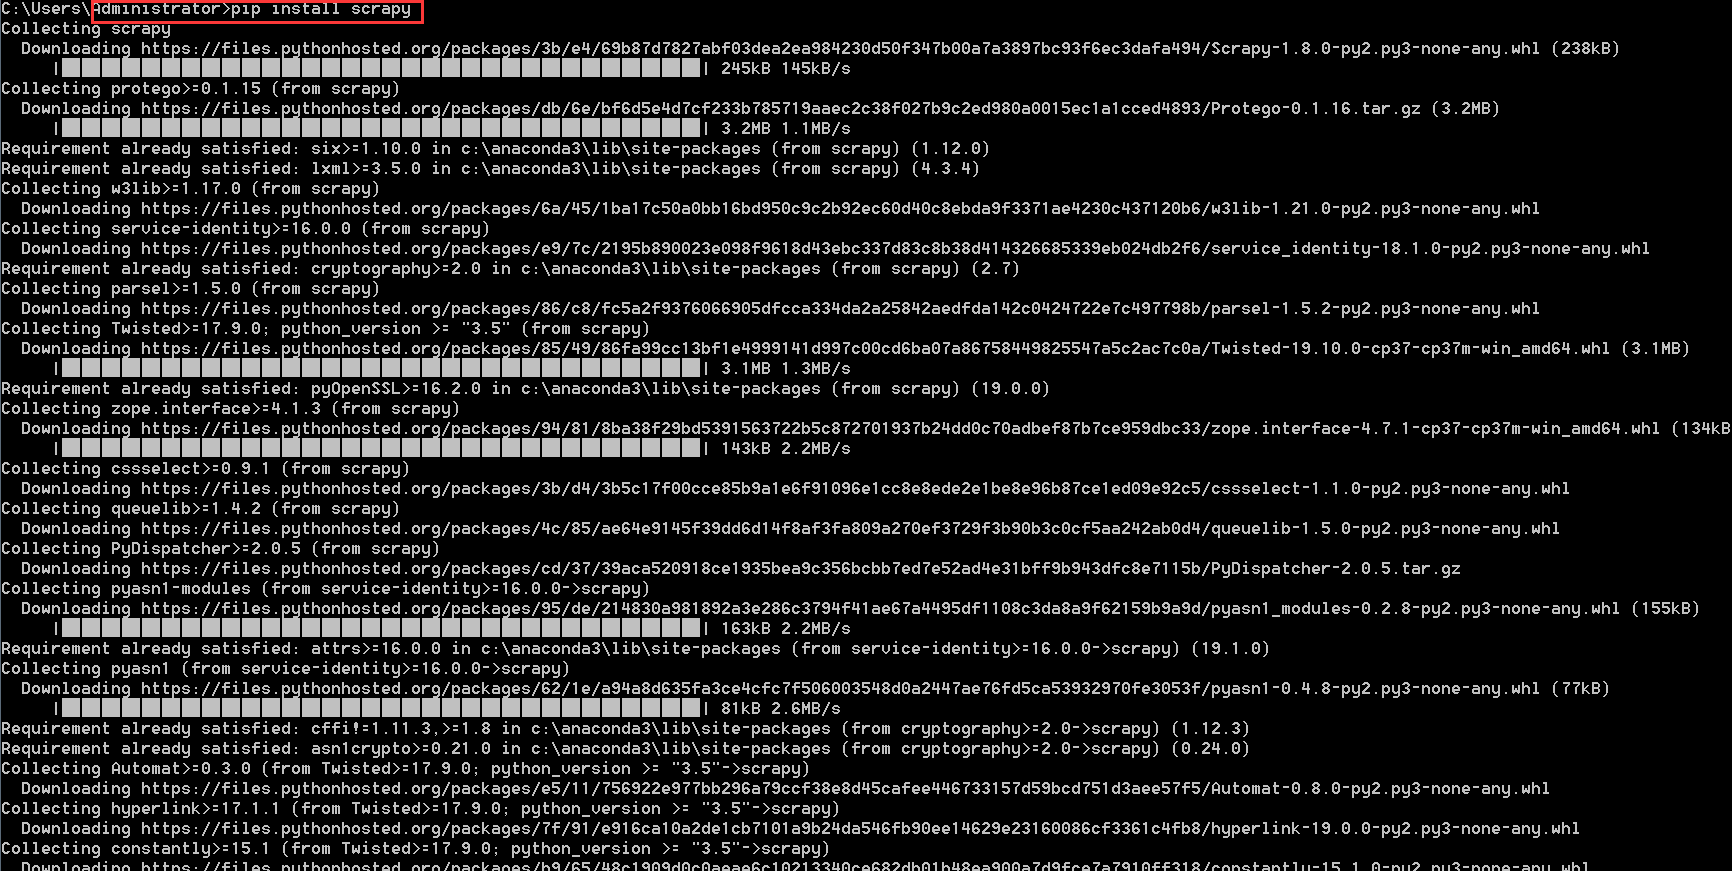 C:\Users\Administrator>pip install scrapy
Collecting scrapy
  Downloading https://files.pythonhosted.org/packages/3b/e4/69b87d7827abf03dea2ea984230d50f347b00a7a3897bc93f6ec3dafa494/Scrapy-1.8.0-py2.py3-none-any.whl (238kB)
     | | 245kB 145kB/s
Collecting protego>=0.1.15 (from scrapy)
  Downloading https://files.pythonhosted.org/packages/db/6e/bf6d5e4d7cf233b785719aaec2c38f027b9c2ed980a0015ec1a1cced4893/Protego-0.1.16.tar.gz (3.2MB)
     | | 3.2MB 1.1MB/s
Requirement already satisfied: six>=1.10.0 in c:\anaconda3\lib\site-packages (from scrapy) (1.12.0)
Requirement already satisfied: lxml>=3.5.0 in c:\anaconda3\lib\site-packages (from scrapy) (4.3.4)
Collecting w3lib>=1.17.0 (from scrapy)
  Downloading https://files.pythonhosted.org/packages/6a/45/1ba17c50a0bb16bd950c9c2b92ec60d40c8ebda9f3371ae4230c437120b6/w3lib-1.21.0-py2.py3-none-any.whl
Collecting service-identity>=16.0.0 (from scrapy)
  Downloading https://files.pythonhosted.org/packages/e9/7c/2195b890023e098f9618d43ebc337d83c8b38d414326685339eb024db2f6/service_identity-18.1.0-py2.py3-none-any.whl
Requirement already satisfied: cryptography>=2.0 in c:\anaconda3\lib\site-packages (from scrapy) (2.7)
Collecting parsel>=1.5.0 (from scrapy)
  Downloading https://files.pythonhosted.org/packages/86/c8/fc5a2f9376066905dfcca334da2a25842aedfda142c0424722e7c497798b/parsel-1.5.2-py2.py3-none-any.whl
Collecting Twisted>=17.9.0; python_version >= "3.5" (from scrapy)
  Downloading https://files.pythonhosted.org/packages/85/49/86fa99cc13bf1e4999141d997c00cd6ba07a86758449825547a5c2ac7c0a/Twisted-19.10.0-cp37-cp37m-win_amd64.whl (3.1MB)
     | | 3.1MB 1.3MB/s
Requirement already satisfied: pyOpenSSL>=16.2.0 in c:\anaconda3\lib\site-packages (from scrapy) (19.0.0)
Collecting zope.interface>=4.1.3 (from scrapy)
  Downloading https://files.pythonhosted.org/packages/94/81/8ba38f29bd5391563722b5c872701937b24dd0c70adbef87b7ce959dbc33/zope.interface-4.7.1-cp37-cp37m-win_amd64.whl (134kB
     | | 143kB 2.2MB/s
Collecting cssselect>=0.9.1 (from scrapy)
  Downloading https://files.pythonhosted.org/packages/3b/d4/3b5c17f00cce85b9a1e6f91096e1cc8e8ede2e1be8e96b87ce1ed09e92c5/cssselect-1.1.0-py2.py3-none-any.whl
Collecting queuelib>=1.4.2 (from scrapy)
  Downloading https://files.pythonhosted.org/packages/4c/85/ae64e9145f39dd6d14f8af3fa809a270ef3729f3b90b3c0cf5aa242ab0d4/queuelib-1.5.0-py2.py3-none-any.whl
Collecting PyDispatcher>=2.0.5 (from scrapy)
  Downloading https://files.pythonhosted.org/packages/cd/37/39aca520918ce1935bea9c356bcbb7ed7e52ad4e31bff9b943dfc8e7115b/PyDispatcher-2.0.5.tar.gz
Collecting pyasn1-modules (from service-identity>=16.0.0->scrapy)
  Downloading https://files.pythonhosted.org/packages/95/de/214830a981892a3e286c3794f41ae67a4495df1108c3da8a9f62159b9a9d/pyasn1_modules-0.2.8-py2.py3-none-any.whl (155kB)
     | | 163kB 2.2MB/s
Requirement already satisfied: attrs>=16.0.0 in c:\anaconda3\lib\site-packages (from service-identity>=16.0.0->scrapy) (19.1.0)
Collecting pyasn1 (from service-identity>=16.0.0->scrapy)
  Downloading https://files.pythonhosted.org/packages/62/1e/a94a8d635fa3ce4cfc7f506003548d0a2447ae76fd5ca53932970fe3053f/pyasn1-0.4.8-py2.py3-none-any.whl (77kB)
     | | 81kB 2.6MB/s
Requirement already satisfied: cffi!=1.11.3,>=1.8 in c:\anaconda3\lib\site-packages (from cryptography>=2.0->scrapy) (1.12.3)
Requirement already satisfied: asn1crypto>=0.21.0 in c:\anaconda3\lib\site-packages (from cryptography>=2.0->scrapy) (0.24.0)
Collecting Automat>=0.3.0 (from Twisted>=17.9.0; python_version >= "3.5"->scrapy)
  Downloading https://files.pythonhosted.org/packages/e5/11/756922e977bb296a79ccf38e8d45cafee446733157d59bcd751d3aee57f5/Automat-0.8.0-py2.py3-none-any.whl
Collecting hyperlink>=17.1.1 (from Twisted>=17.9.0; python_version >= "3.5"->scrapy)
  Downloading https://files.pythonhosted.org/packages/7f/91/e916ca10a2de1cb7101a9b24da546fb90ee14629e23160086cf3361c4fb8/hyperlink-19.0.0-py2.py3-none-any.whl
Collecting constantly>=15.1 (from Twisted>=17.9.0; python_version >= "3.5"->scrapy)
  Downloading https://files.pythonhosted.org/packages/b9/65/48c1909d0c0aeae6c10213340ce682db01b48ea900a7d9fce7a7910ff318/constantly-15.1.0-py2.py3-none-any.whl